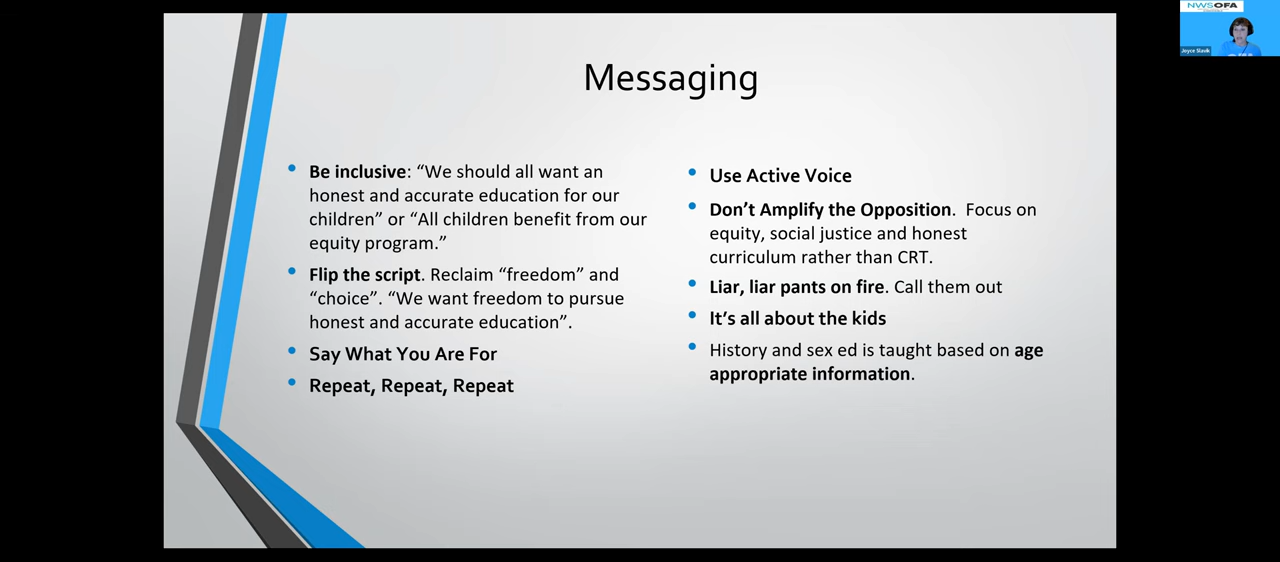 Messaging
Be inclusive: “We should all want an
honest and accurate education for our
children” or “All children benefit from our
equity program.”
Flip the script. Reclaim “freedom” and
“choice”. “We want freedom to pursue
honest and accurate education”.
Say What You Are For
Repeat, Repeat, Repeat
Use Active Voice
Don’t Amplify the Opposition.  Focus on
equity, social justice and honest
curriculum rather than CRT.
Liar, liar pants on fire. Call them out
It’s all about the kids
History and sex ed is taught based on age
appropriate information.
NWSOFA
Joyce Slavik